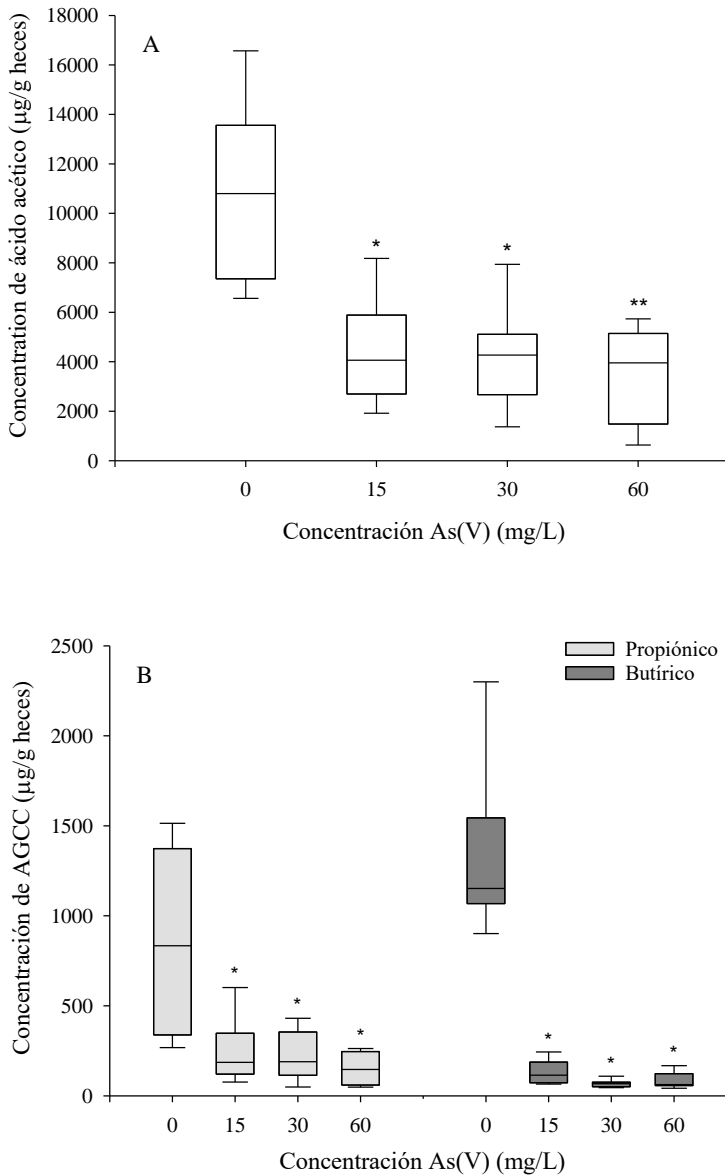 A
Concentration de ácido acético (µg/g heces)
18000
16000
14000
12000
10000
8000
6000
4000
2000
0
* * **
0 15 30 60
Concentración As(V) (mg/L)
B
Concentración de AGCC (µg/g heces)
Propiónico
Butírico
2500
2000
1500
1000
500
0
* * * * * *
0 15 30 60 0 15 30 60
Concentración As(V) (mg/L)